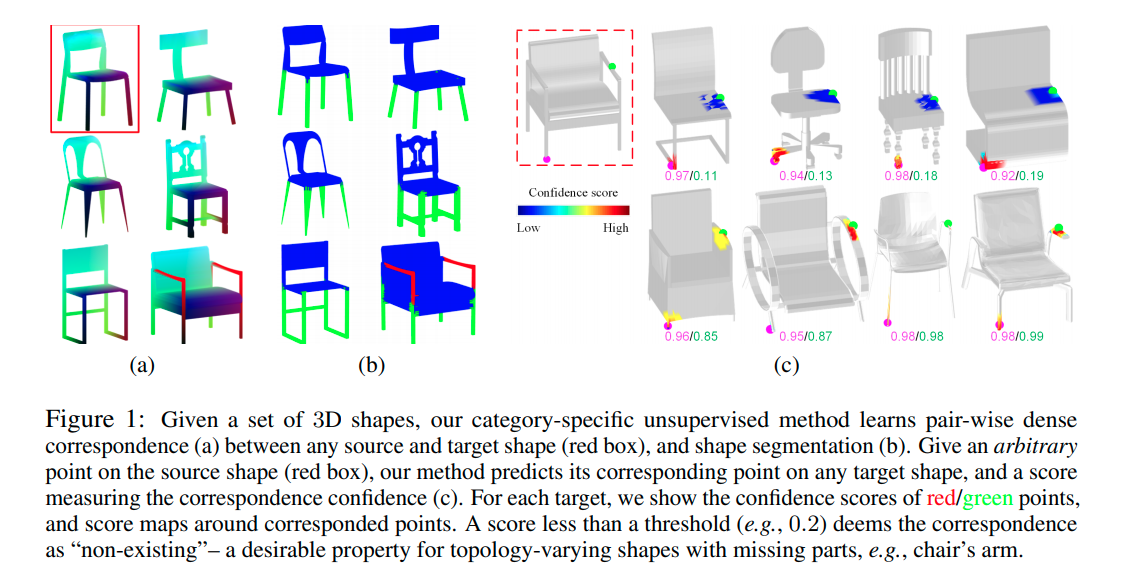 Confidence score
Low High
0.97/0.11 0.94/0.13 0.98/0.18 0.92/0.19
0.96/0.85 0.95/0.87 0.98/0.98 0.98/0.99
(a) (b) (c)
Figure 1: Given a set of 3D shapes, our category-specific unsupervised method learns pair-wise dense
correspondence (a) between any source and target shape (red box), and shape segmentation (b). Give an arbitrary
point on the source shape (red box), our method predicts its corresponding point on any target shape, and a score
measuring the correspondence confidence (c). For each target, we show the confidence scores of red/green points,
and score maps around corresponded points. A score less than a threshold (e.g., 0.2) deems the correspondence
as “non-existing”– a desirable property for topology-varying shapes with missing parts, e.g., chair’s arm.